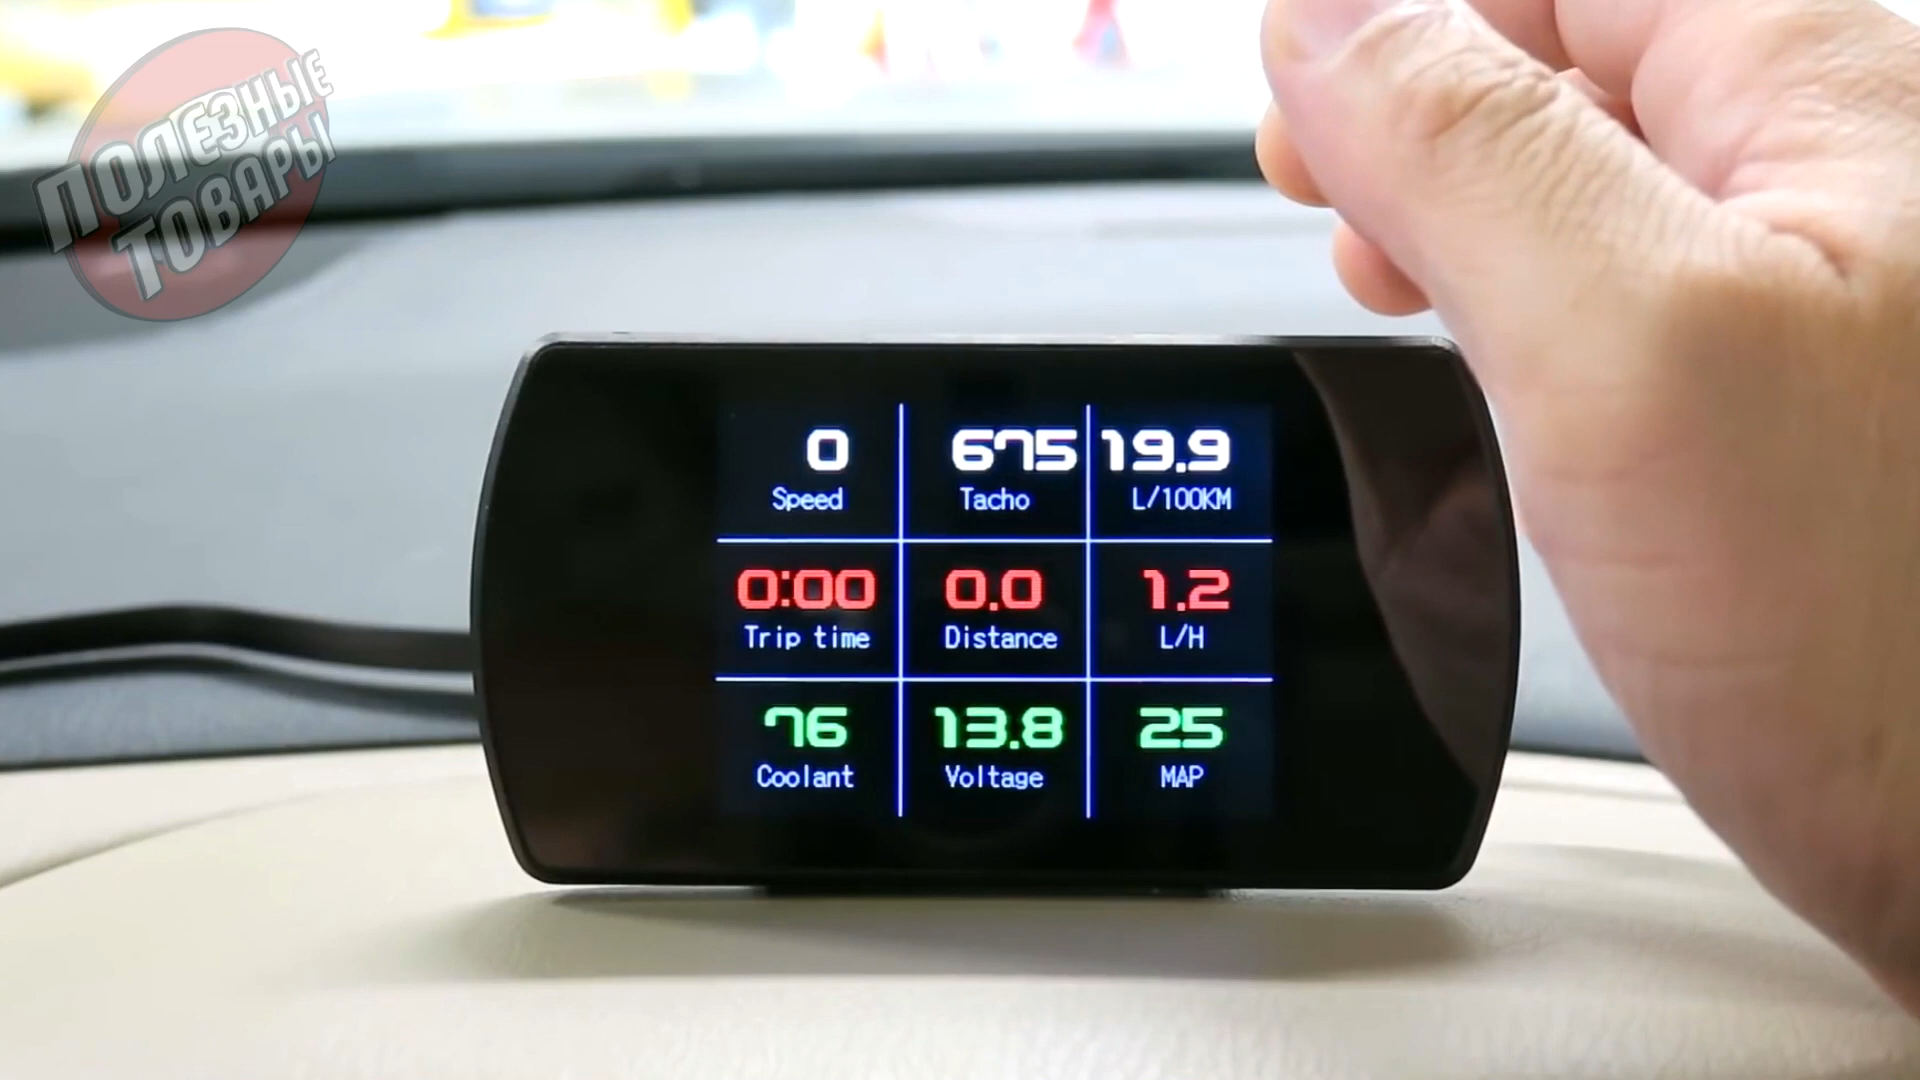 ПОЛЕЗНЫЕ
ТОВАРЫ
0 675 19.9
Speed Tacho L/100KM
0:00 0.0 1.2
Trip time Distance L/H
76 13.8 25
Coolant Voltage MAP